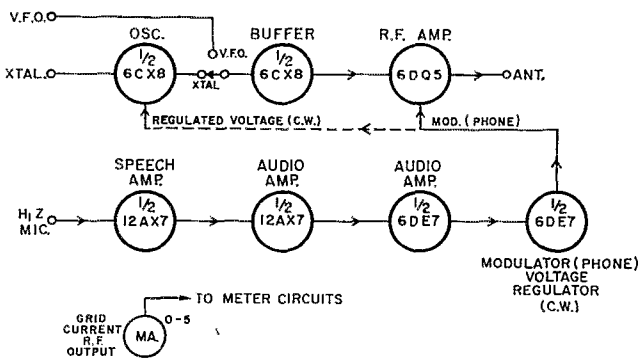 V.F.O.
OSC.
BUFFER
R.F. AMP.
V.F.O.
XTAL.
1/2
6CX8
XTAL
1/2
6CX8
6DQ5
ANT.
REGULATED VOLTAGE (C.W.)
MOD. (PHONE)
SPEECH
AMP.
AUDIO
AMP.
AUDIO
AMP.
HI Z
MIC.
1/2
12AX7
1/2
12AX7
1/2
6DE7
1/2
6DE7
MODULATOR (PHONE)
VOLTAGE
REGULATOR
(C.W.)
GRID
CURRENT
R.F.
OUTPUT
MA.
0-5
TO METER CIRCUITS